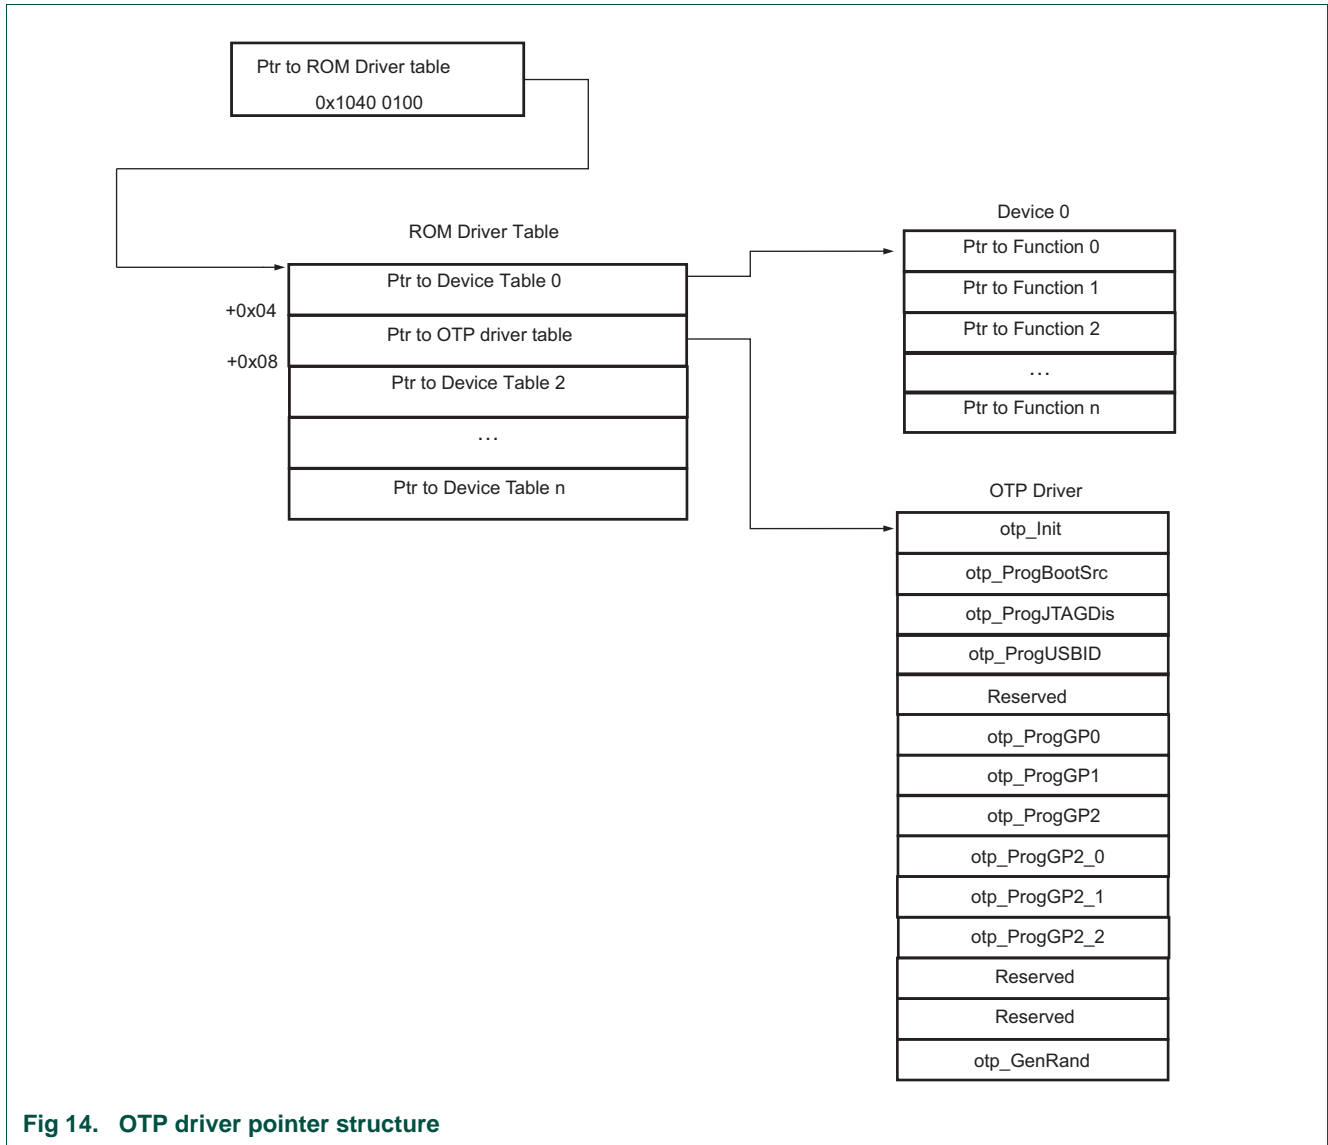 Ptr to ROM Driver table
0x1040 0100
ROM Driver Table
Ptr to Device Table 0
+0x04
Ptr to OTP driver table
+0x08
Ptr to Device Table 2
...
Ptr to Device Table n
Device 0
Ptr to Function 0
Ptr to Function 1
Ptr to Function 2
...
Ptr to Function n
OTP Driver
otp_Init
otp_ProgBootSrc
otp_ProgJTAGDis
otp_ProgUSBID
Reserved
otp_ProgGP0
otp_ProgGP1
otp_ProgGP2
otp_ProgGP2_0
otp_ProgGP2_1
otp_ProgGP2_2
Reserved
Reserved
otp_GenRand
Fig 14. OTP driver pointer structure